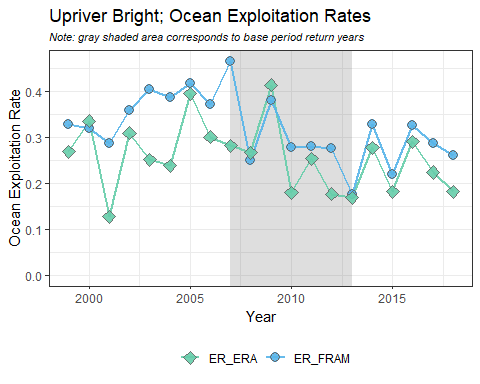 Upriver Bright; Ocean Exploitation Rates
Note: gray shaded area corresponds to base period return years
Ocean Exploitation Rate
0.4
0.3
0.2
0.1
0.0
2000 2005 2010 2015
Year
ER_ERA ER_FRAM